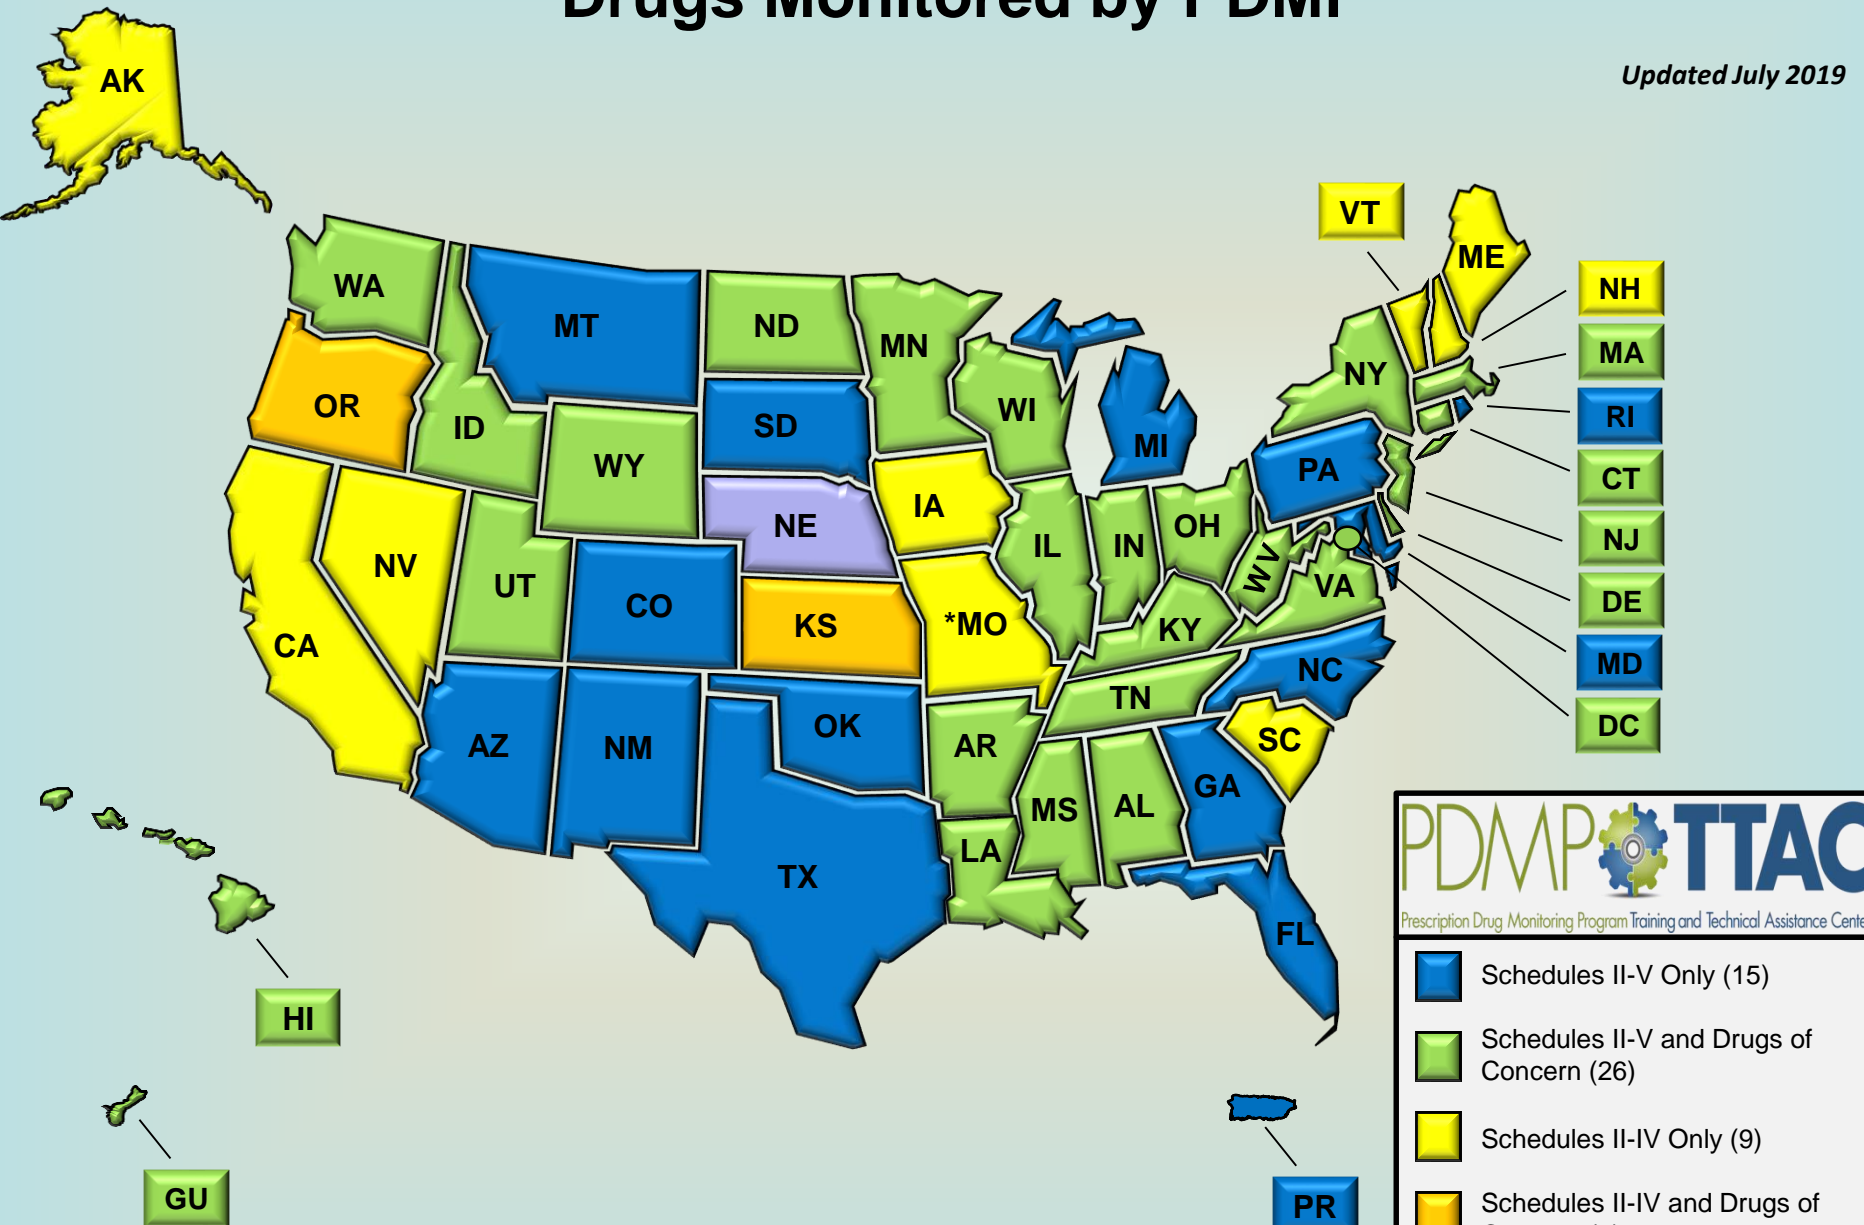 Drugs Monitored by PDMP
Updated July 2019
AK
VT
ME
NH
WA
MT
ND
MN
MA
OR
ID
SD
WI
MI
NY
RI
WY
PA
CT
NE
IA
NV
UT
IL
IN
OH
WV
VA
NJ
CO
KS
*MO
DE
CA
KY
NC
MD
TN
DC
AZ
NM
OK
AR
SC
MS
AL
GA
LA
TX
FL
HI
GU
PR
PDMP TTAC
Prescription Drug Monitoring Program Training and Technical Assistance Cente
Schedules II-V Only (15)
Schedules II-V and Drugs of
Concern (26)
Schedules II-IV Only (9)
Schedules II-IV and Drugs of